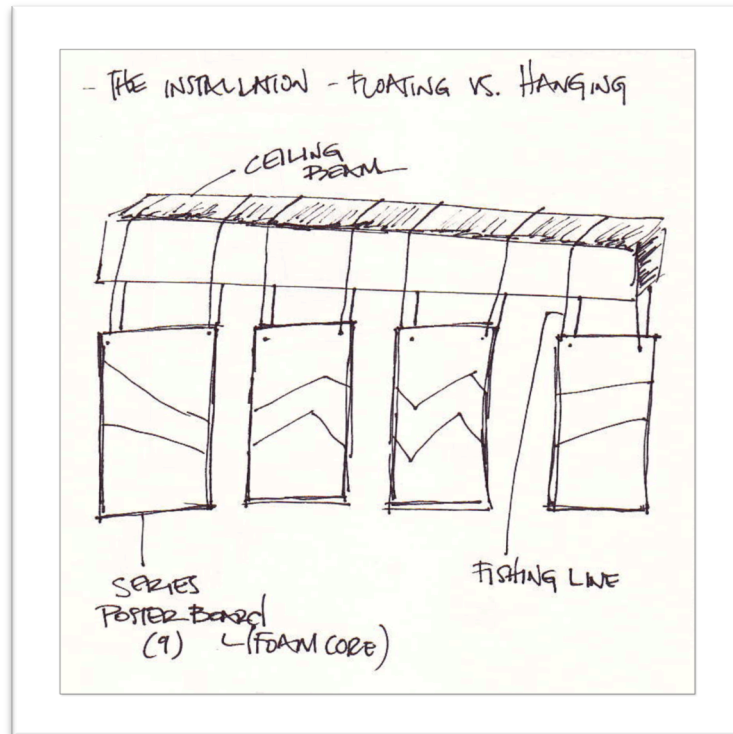 - THE INSTALLATION - FLOATING VS. HANGING
CEILING
BEAM
SERIES
POSTER BOARD
(9) (FOAM CORE)
FISHING LINE